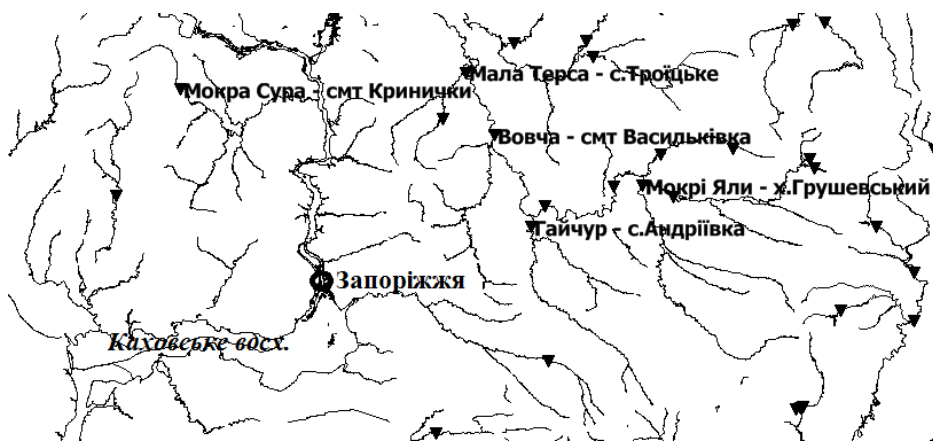 Мала Терса - с.Троїцьке
Мокра Сура - смт Кринички
Вовча - смт Васильківка
Мокрі Яли - х.Грушевський
Гайчур - с.Андріївка
Запоріжжя
Каховське вдсх.